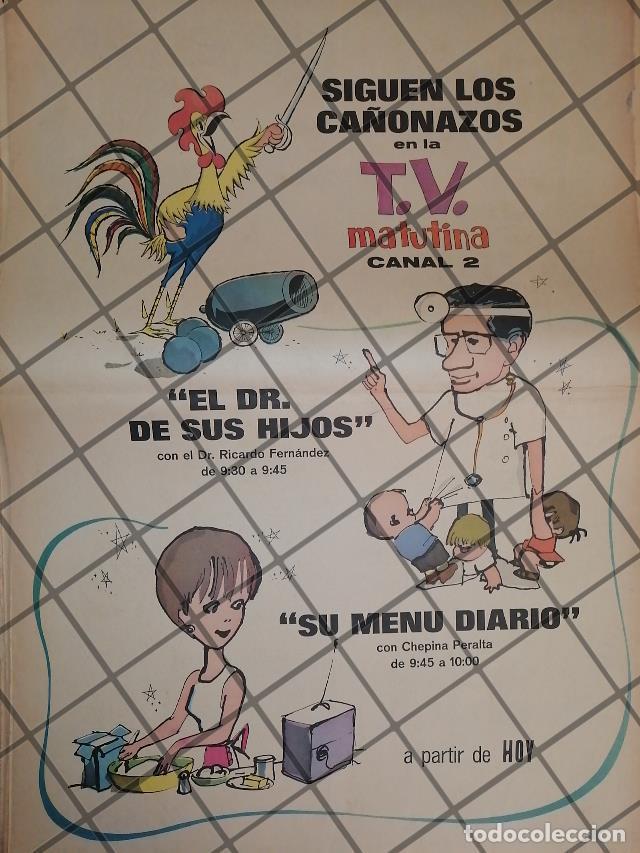 SIGUEN LOS
CAÑONAZOS
en la
T.V.
matutina
CANAL 2
"EL DR.
DE SUS HIJOS"
con el Dr. Ricardo Fernández
de 9:30 a 9:45
"SU MENU DIARIO"
con Chepina Peralta
de 9:45 a 10:00
a partir de HOY
todocoleccion